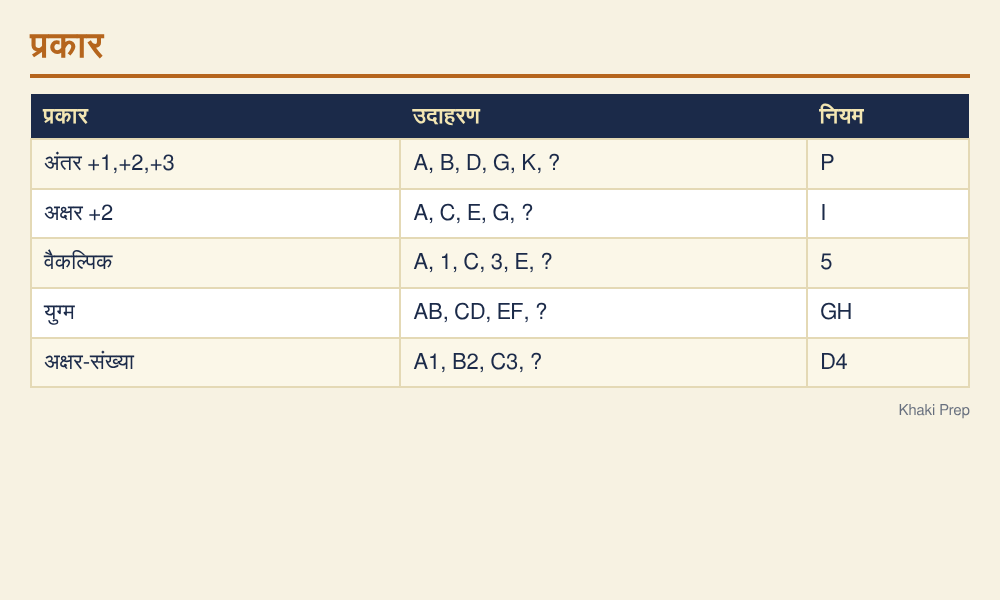 प्रकार
प्रकार उदाहरण नियम
अंतर +1,+2,+3 A, B, D, G, K, ? P
अक्षर +2 A, C, E, G, ? I
वैकल्पिक A, 1, C, 3, E, ? 5
युग्म AB, CD, EF, ? GH
अक्षर-संख्या A1, B2, C3, ? D4
Khaki Prep